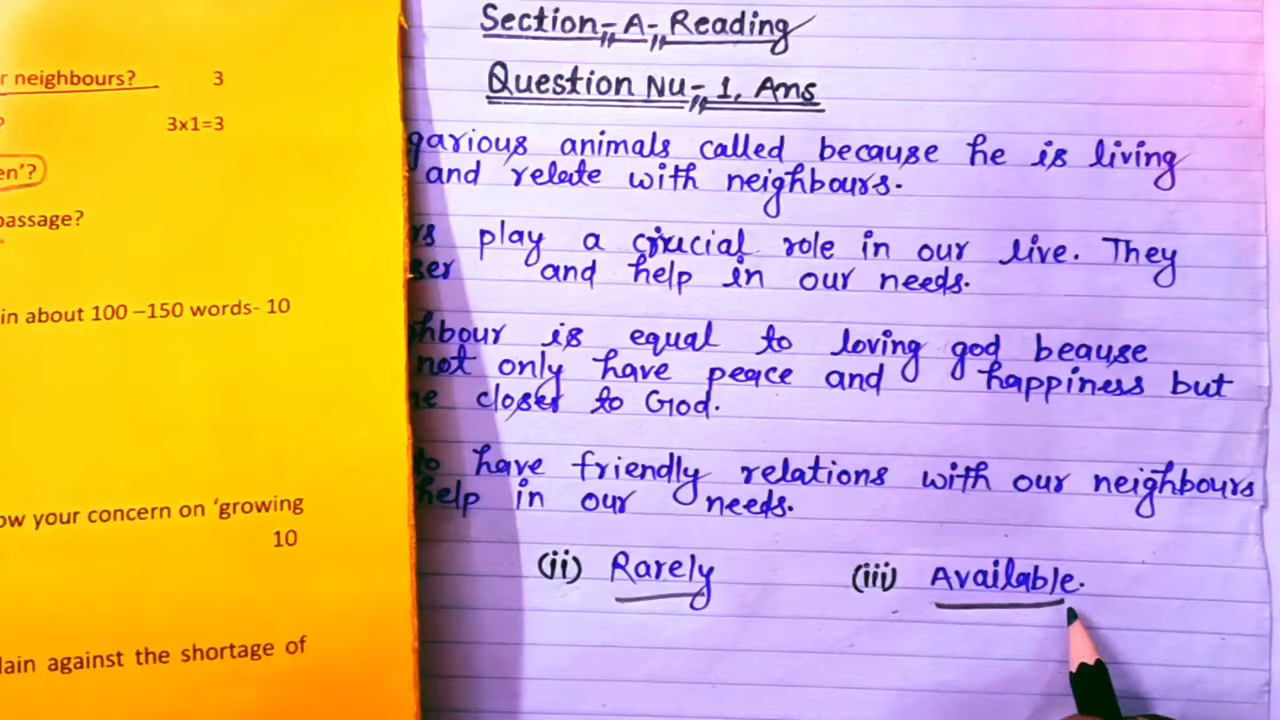 r neighbours? 3
? 3x1=3
en'?
passage?
in about 100 –150 words- 10
ow your concern on 'growing
10
lain against the shortage of
Section-A-Reading
Question Nu- 1, Ans
garious animals called because he is living
and relate with neighbours.
rs play a crucial role in our live. They
ser and help in our needs.
hbour is equal to loving god beause
not only have peace and happiness but
e closer to God.
to have friendly relations with our neighbours
help in our needs.
(ii) Rarely (iii) Available.